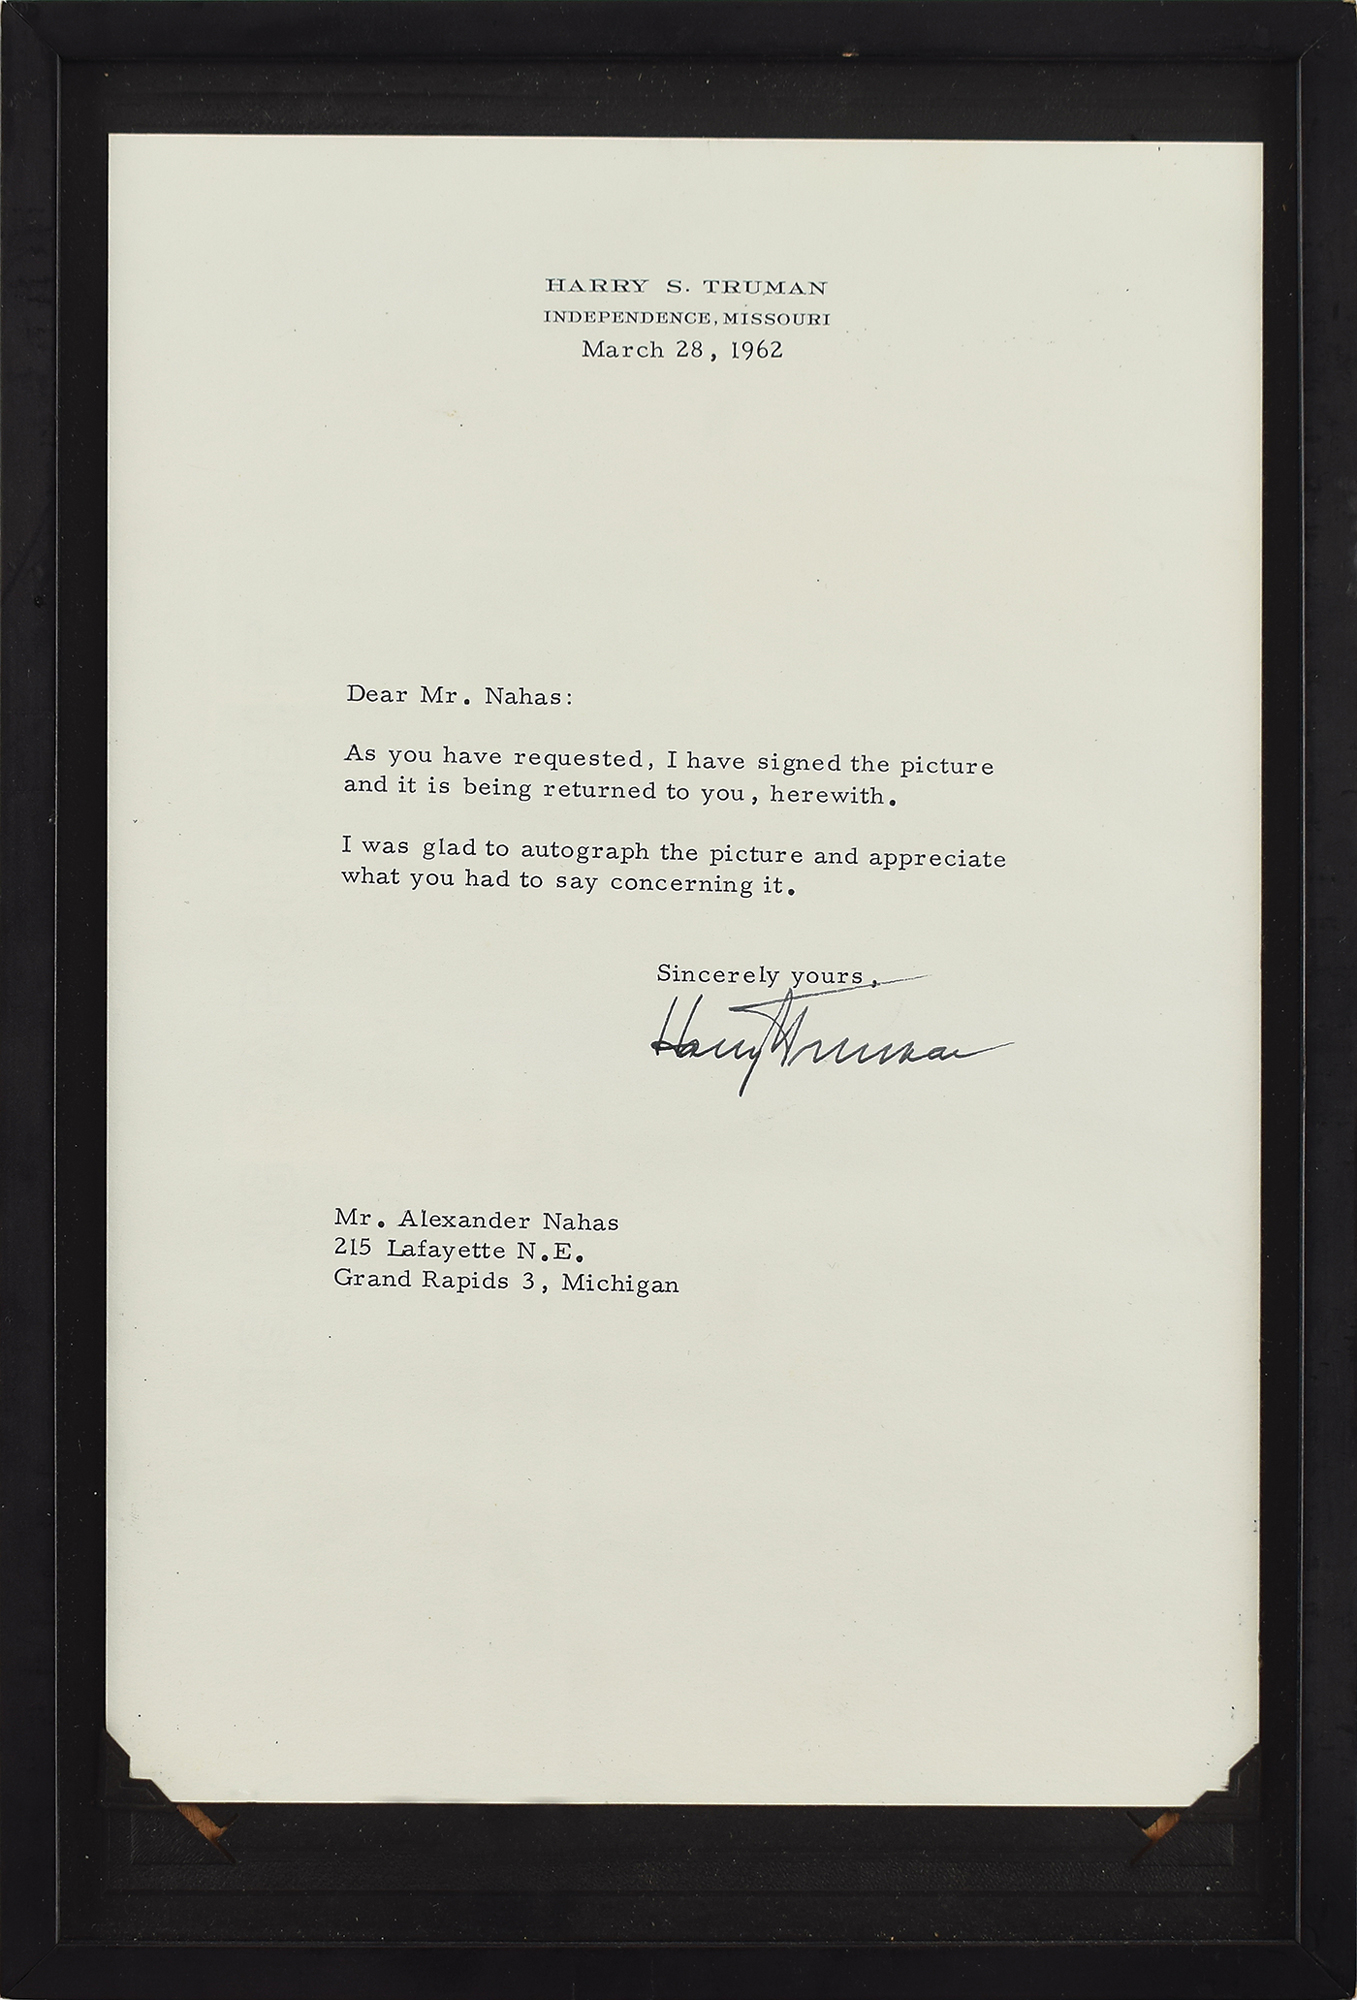 HARRY S. TRUMAN
INDEPENDENCE, MISSOURI
March 28, 1962
Dear Mr. Nahas:
As you have requested, I have signed the picture
and it is being returned to you, herewith.
I was glad to autograph the picture and appreciate
what you had to say concerning it.
Sincerely yours,
Harry S Truman
Mr. Alexander Nahas
215 Lafayette N.E.
Grand Rapids 3, Michigan